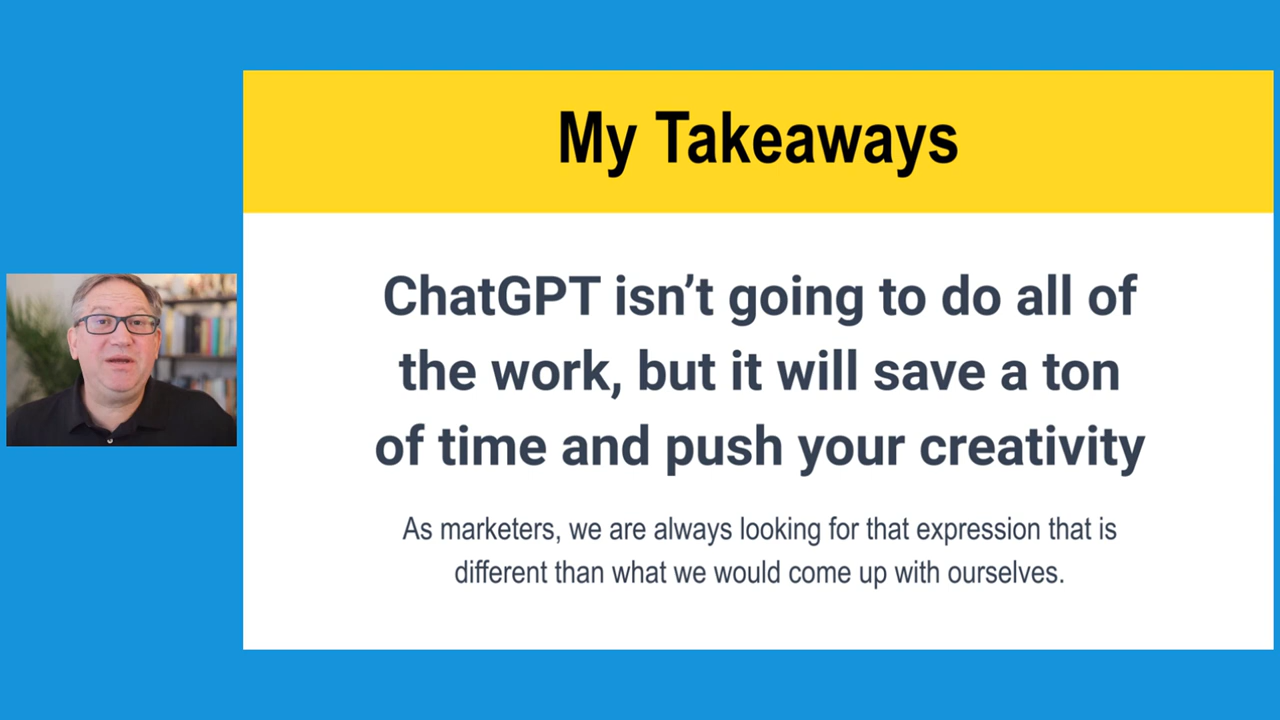 My Takeaways
ChatGPT isn’t going to do all of
the work, but it will save a ton
of time and push your creativity
As marketers, we are always looking for that expression that is
different than what we would come up with ourselves.